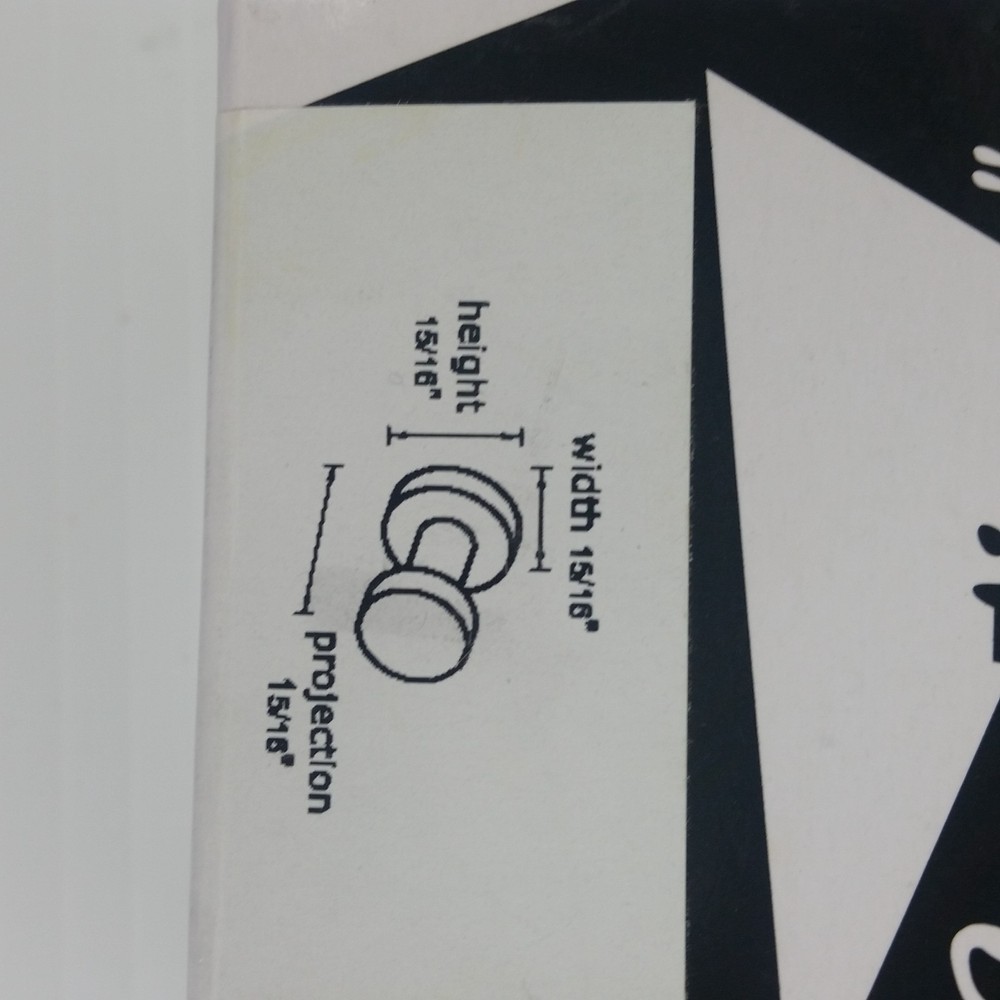 width 15/16"
height
15/16"
projection
15/16"